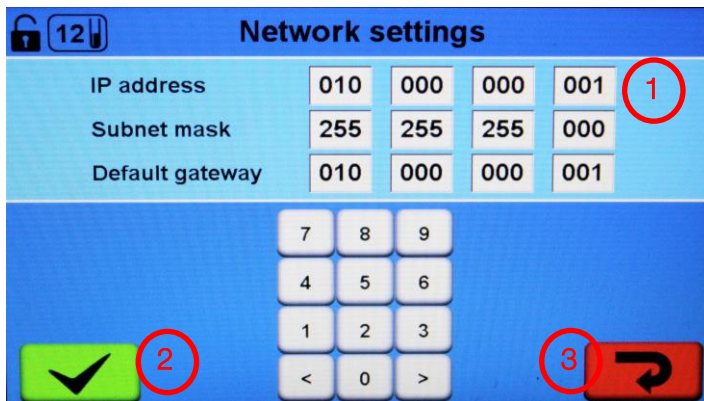 12 Network settings
IP address 010 000 000 001 1
Subnet mask 255 255 255 000
Default gateway 010 000 000 001
7 8 9
4 5 6
1 2 3
2 < 0 > 3